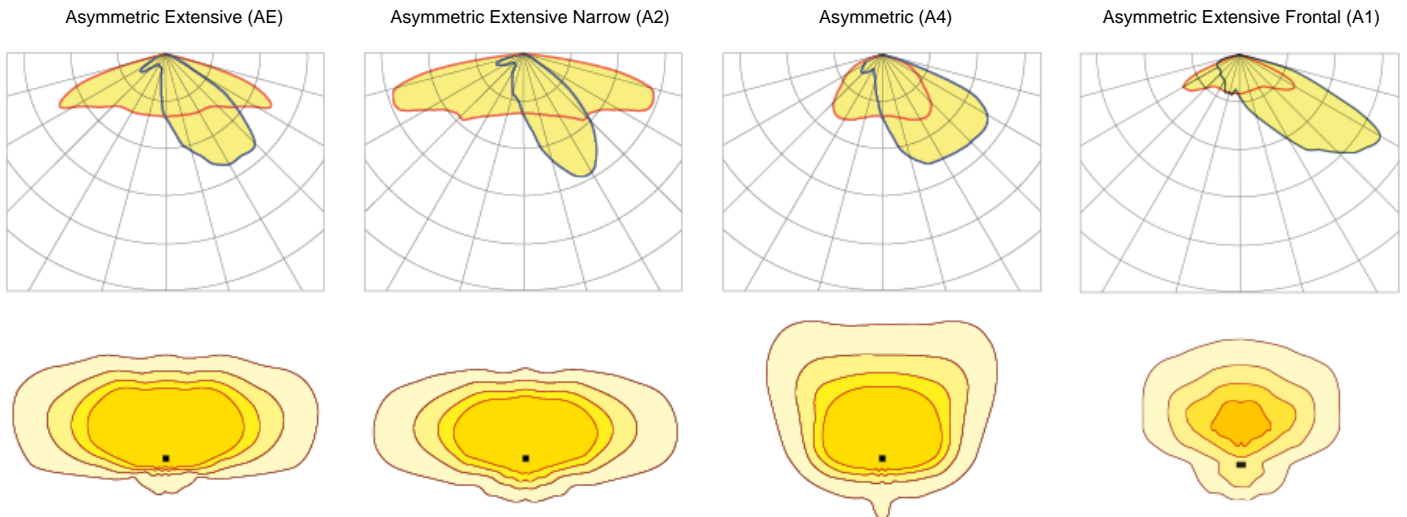 Asymmetric Extensive (AE)
Asymmetric Extensive Narrow (A2)
Asymmetric (A4)
Asymmetric Extensive Frontal (A1)